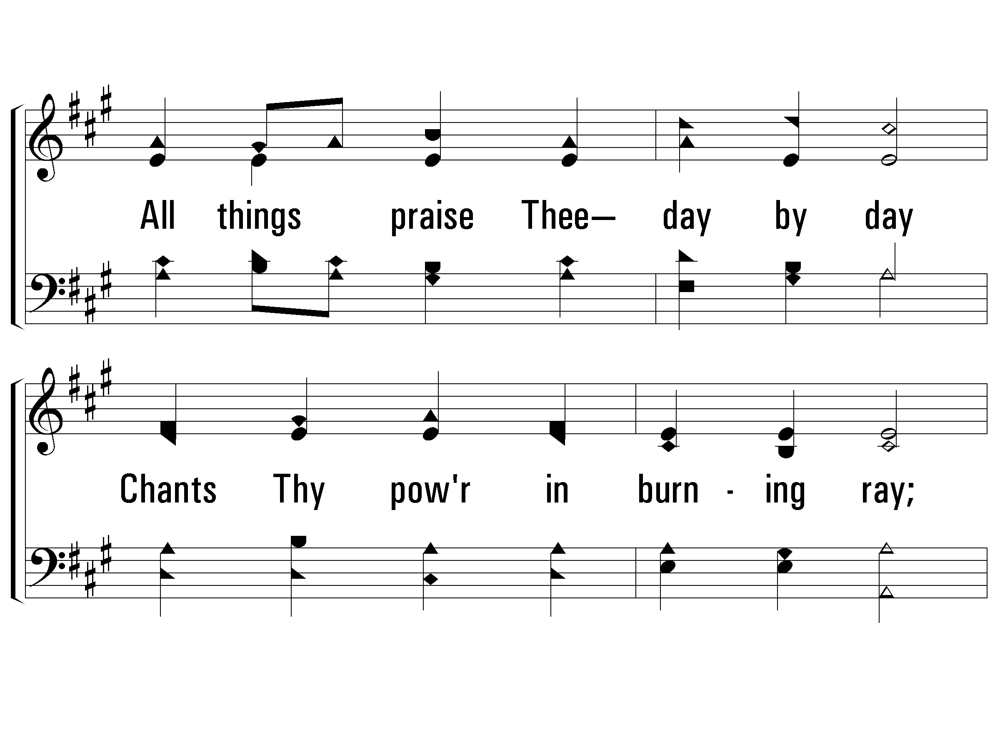 All things praise Thee— day by day
Chants Thy pow'r in burn - ing ray;